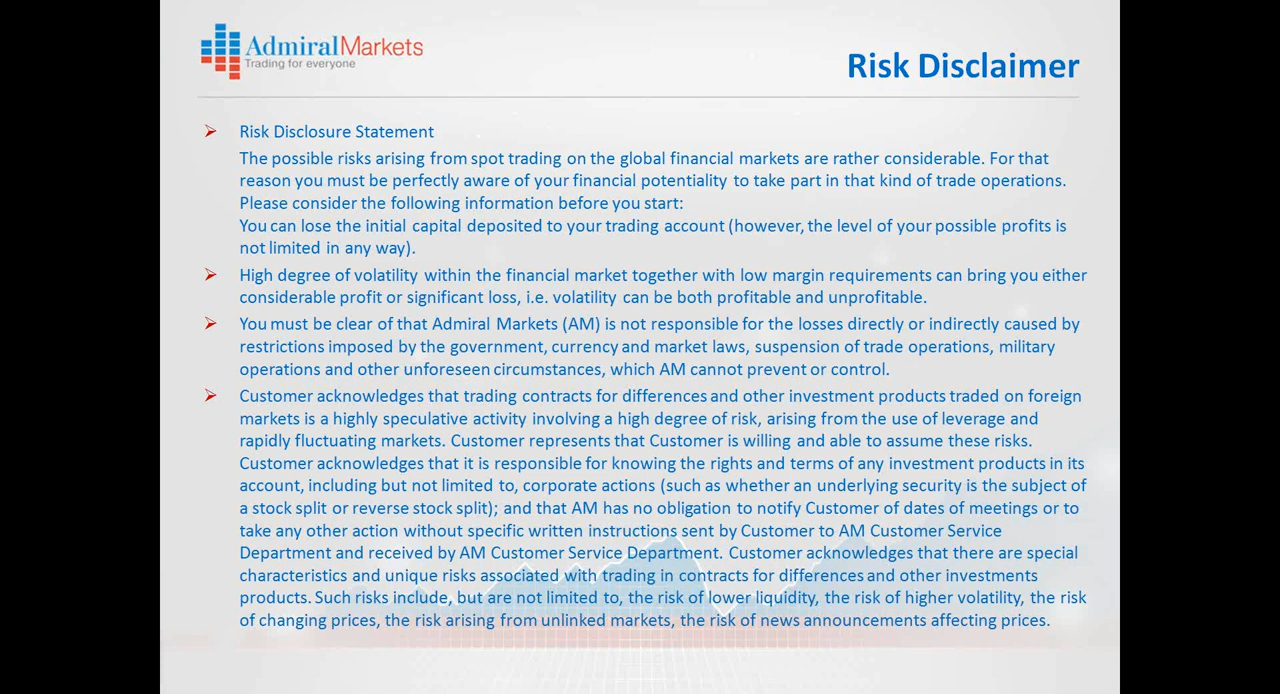 AdmiralMarkets
Trading for everyone
Risk Disclaimer
Risk Disclosure Statement
The possible risks arising from spot trading on the global financial markets are rather considerable. For that
reason you must be perfectly aware of your financial potentiality to take part in that kind of trade operations.
Please consider the following information before you start:
You can lose the initial capital deposited to your trading account (however, the level of your possible profits is
not limited in any way).
High degree of volatility within the financial market together with low margin requirements can bring you either
considerable profit or significant loss, i.e. volatility can be both profitable and unprofitable.
You must be clear of that Admiral Markets (AM) is not responsible for the losses directly or indirectly caused by
restrictions imposed by the government, currency and market laws, suspension of trade operations, military
operations and other unforeseen circumstances, which AM cannot prevent or control.
Customer acknowledges that trading contracts for differences and other investment products traded on foreign
markets is a highly speculative activity involving a high degree of risk, arising from the use of leverage and
rapidly fluctuating markets. Customer represents that Customer is willing and able to assume these risks.
Customer acknowledges that it is responsible for knowing the rights and terms of any investment products in its
account, including but not limited to, corporate actions (such as whether an underlying security is the subject of
a stock split or reverse stock split); and that AM has no obligation to notify Customer of dates of meetings or to
take any other action without specific written instructions sent by Customer to AM Customer Service
Department and received by AM Customer Service Department. Customer acknowledges that there are special
characteristics and unique risks associated with trading in contracts for differences and other investments
products. Such risks include, but are not limited to, the risk of lower liquidity, the risk of higher volatility, the risk
of changing prices, the risk arising from unlinked markets, the risk of news announcements affecting prices.